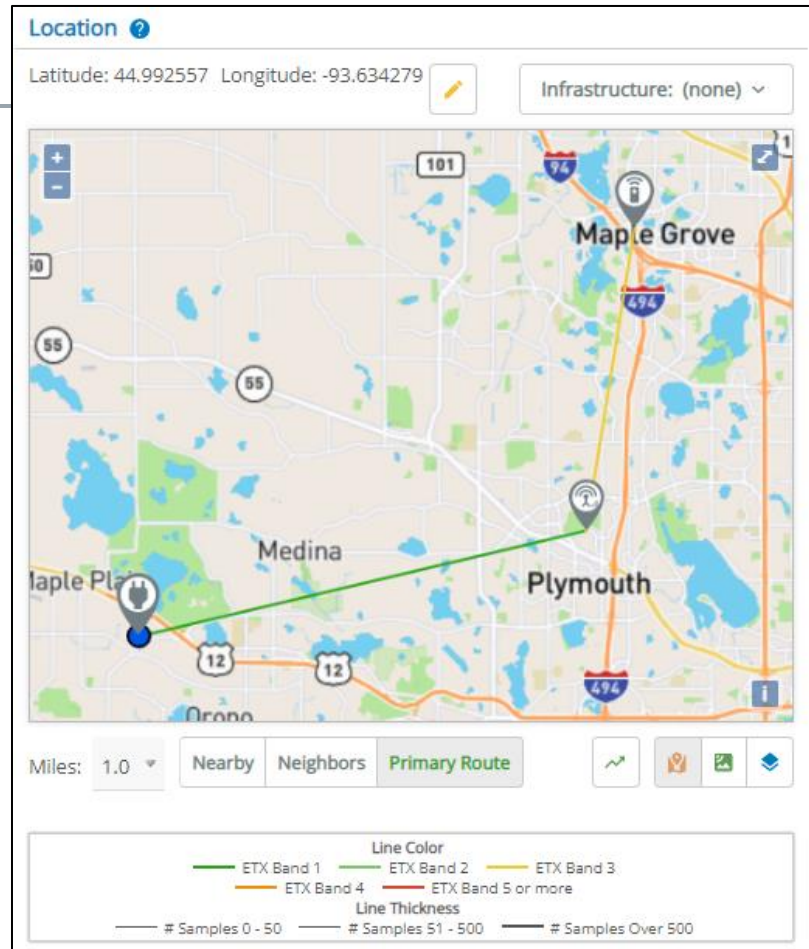 Location ?
Latitude: 44.992557 Longitude: -93.634279
Infrastructure: (none)
+
−
101
94
Maple Grove
494
55
55
Medina
Plymouth
12
12
494
i
Orono
Miles: 1.0
Nearby Neighbors Primary Route
Line Color
ETX Band 1 ETX Band 2 ETX Band 3
ETX Band 4 ETX Band 5 or more
Line Thickness
# Samples 0 - 50 # Samples 51 - 500 # Samples Over 500